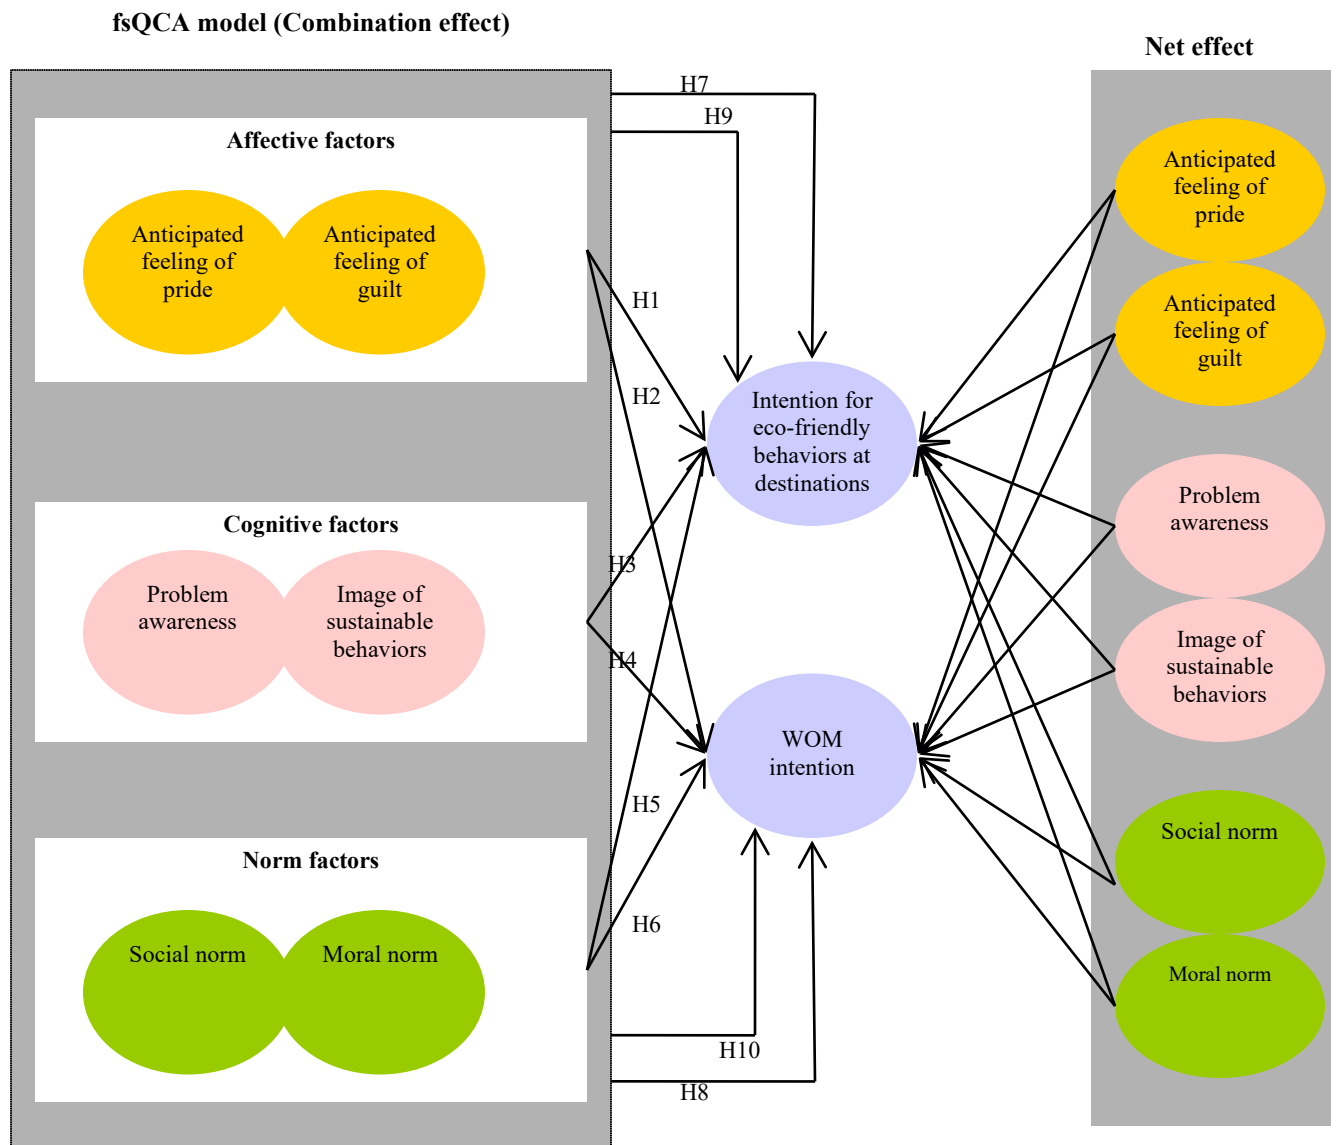 fsQCA model (Combination effect)
Net effect
H7
H9
Affective factors
Anticipated
feeling of
pride
Anticipated
feeling of
guilt
H1
H2
Cognitive factors
Problem
awareness
Image of
sustainable
behaviors
H3
H4
Norm factors
Social norm
Moral norm
H5
H6
H10
H8
Intention for
eco-friendly
behaviors at
destinations
WOM
intention
Anticipated
feeling of
pride
Anticipated
feeling of
guilt
Problem
awareness
Image of
sustainable
behaviors
Social norm
Moral norm